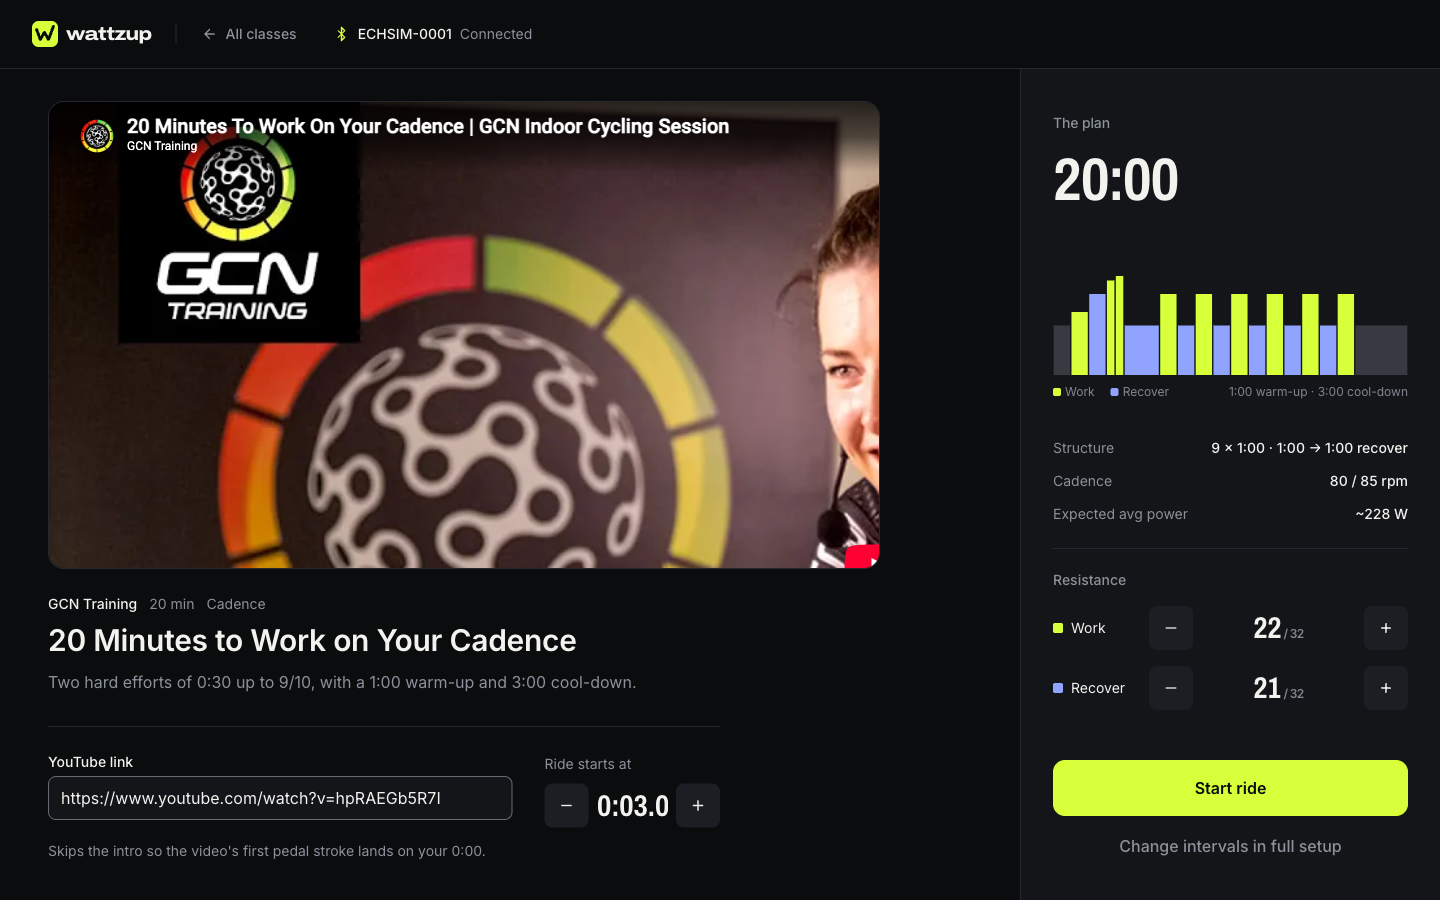 wattzup
All classes
ECHSIM-0001 Connected
20 Minutes To Work On Your Cadence | GCN Indoor Cycling Session
GCN Training
GCN
TRAINING
GCN Training 20 min Cadence
20 Minutes to Work on Your Cadence
Two hard efforts of 0:30 up to 9/10, with a 1:00 warm-up and 3:00 cool-down.
YouTube link
https://www.youtube.com/watch?v=hpRAEGb5R7I
Ride starts at
− 0:03.0 +
Skips the intro so the video's first pedal stroke lands on your 0:00.
The plan
20:00
Work Recover 1:00 warm-up · 3:00 cool-down
Structure 9 × 1:00 · 1:00 → 1:00 recover
Cadence 80 / 85 rpm
Expected avg power ~228 W
Resistance
Work − 22 / 32 +
Recover − 21 / 32 +
Start ride
Change intervals in full setup